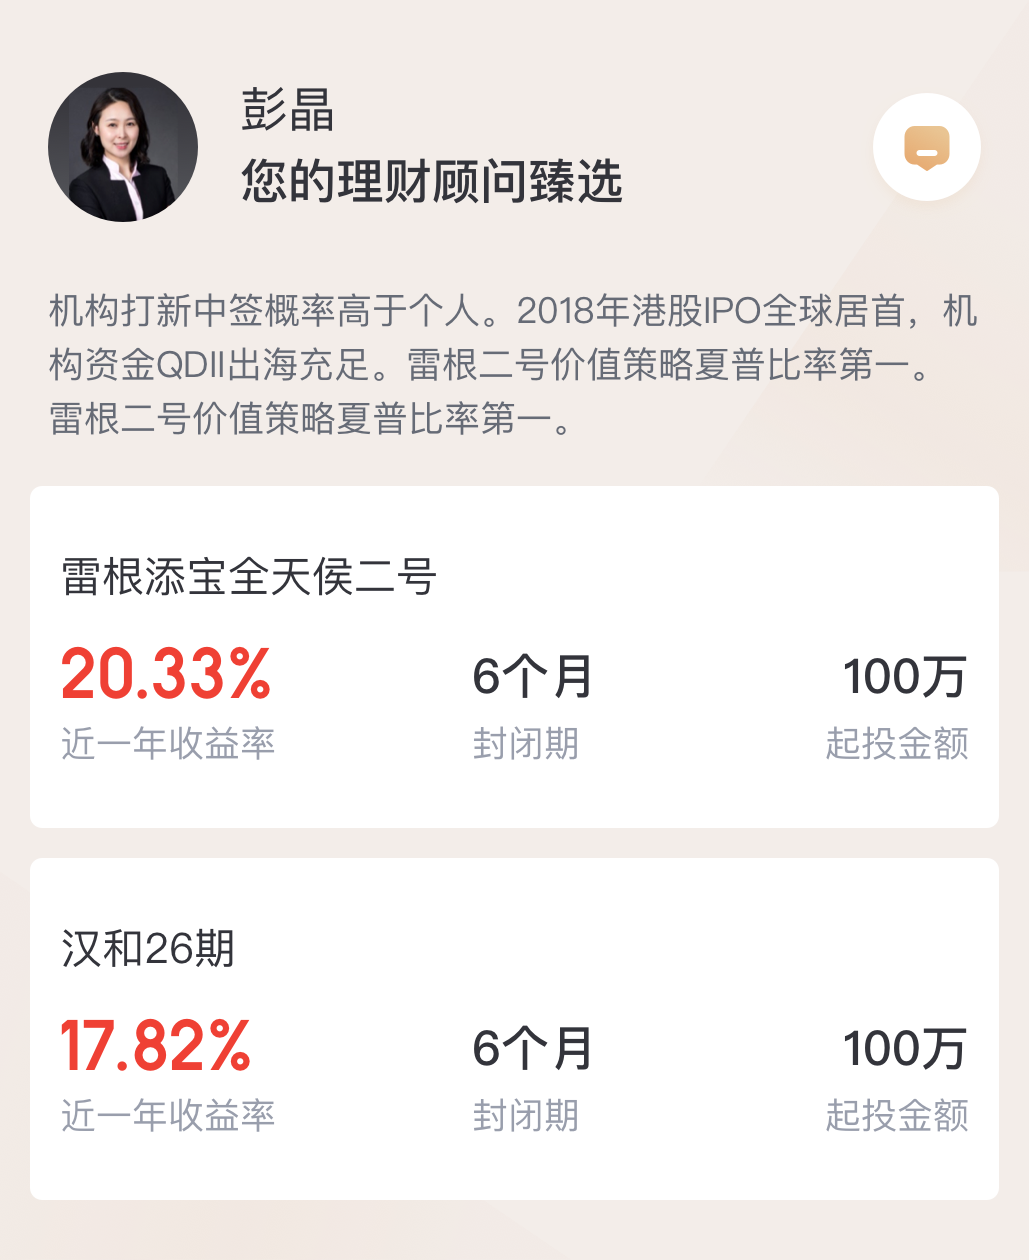 彭晶
您的理财顾问臻选
机构打新中签概率高于个人。2018年港股IPO全球居首，机
构资金QDII出海充足。雷根二号价值策略夏普比率第一。
雷根二号价值策略夏普比率第一。
雷根添宝全天侯二号
20.33% 6个月 100万
近一年收益率 封闭期 起投金额
汉和26期
17.82% 6个月 100万
近一年收益率 封闭期 起投金额